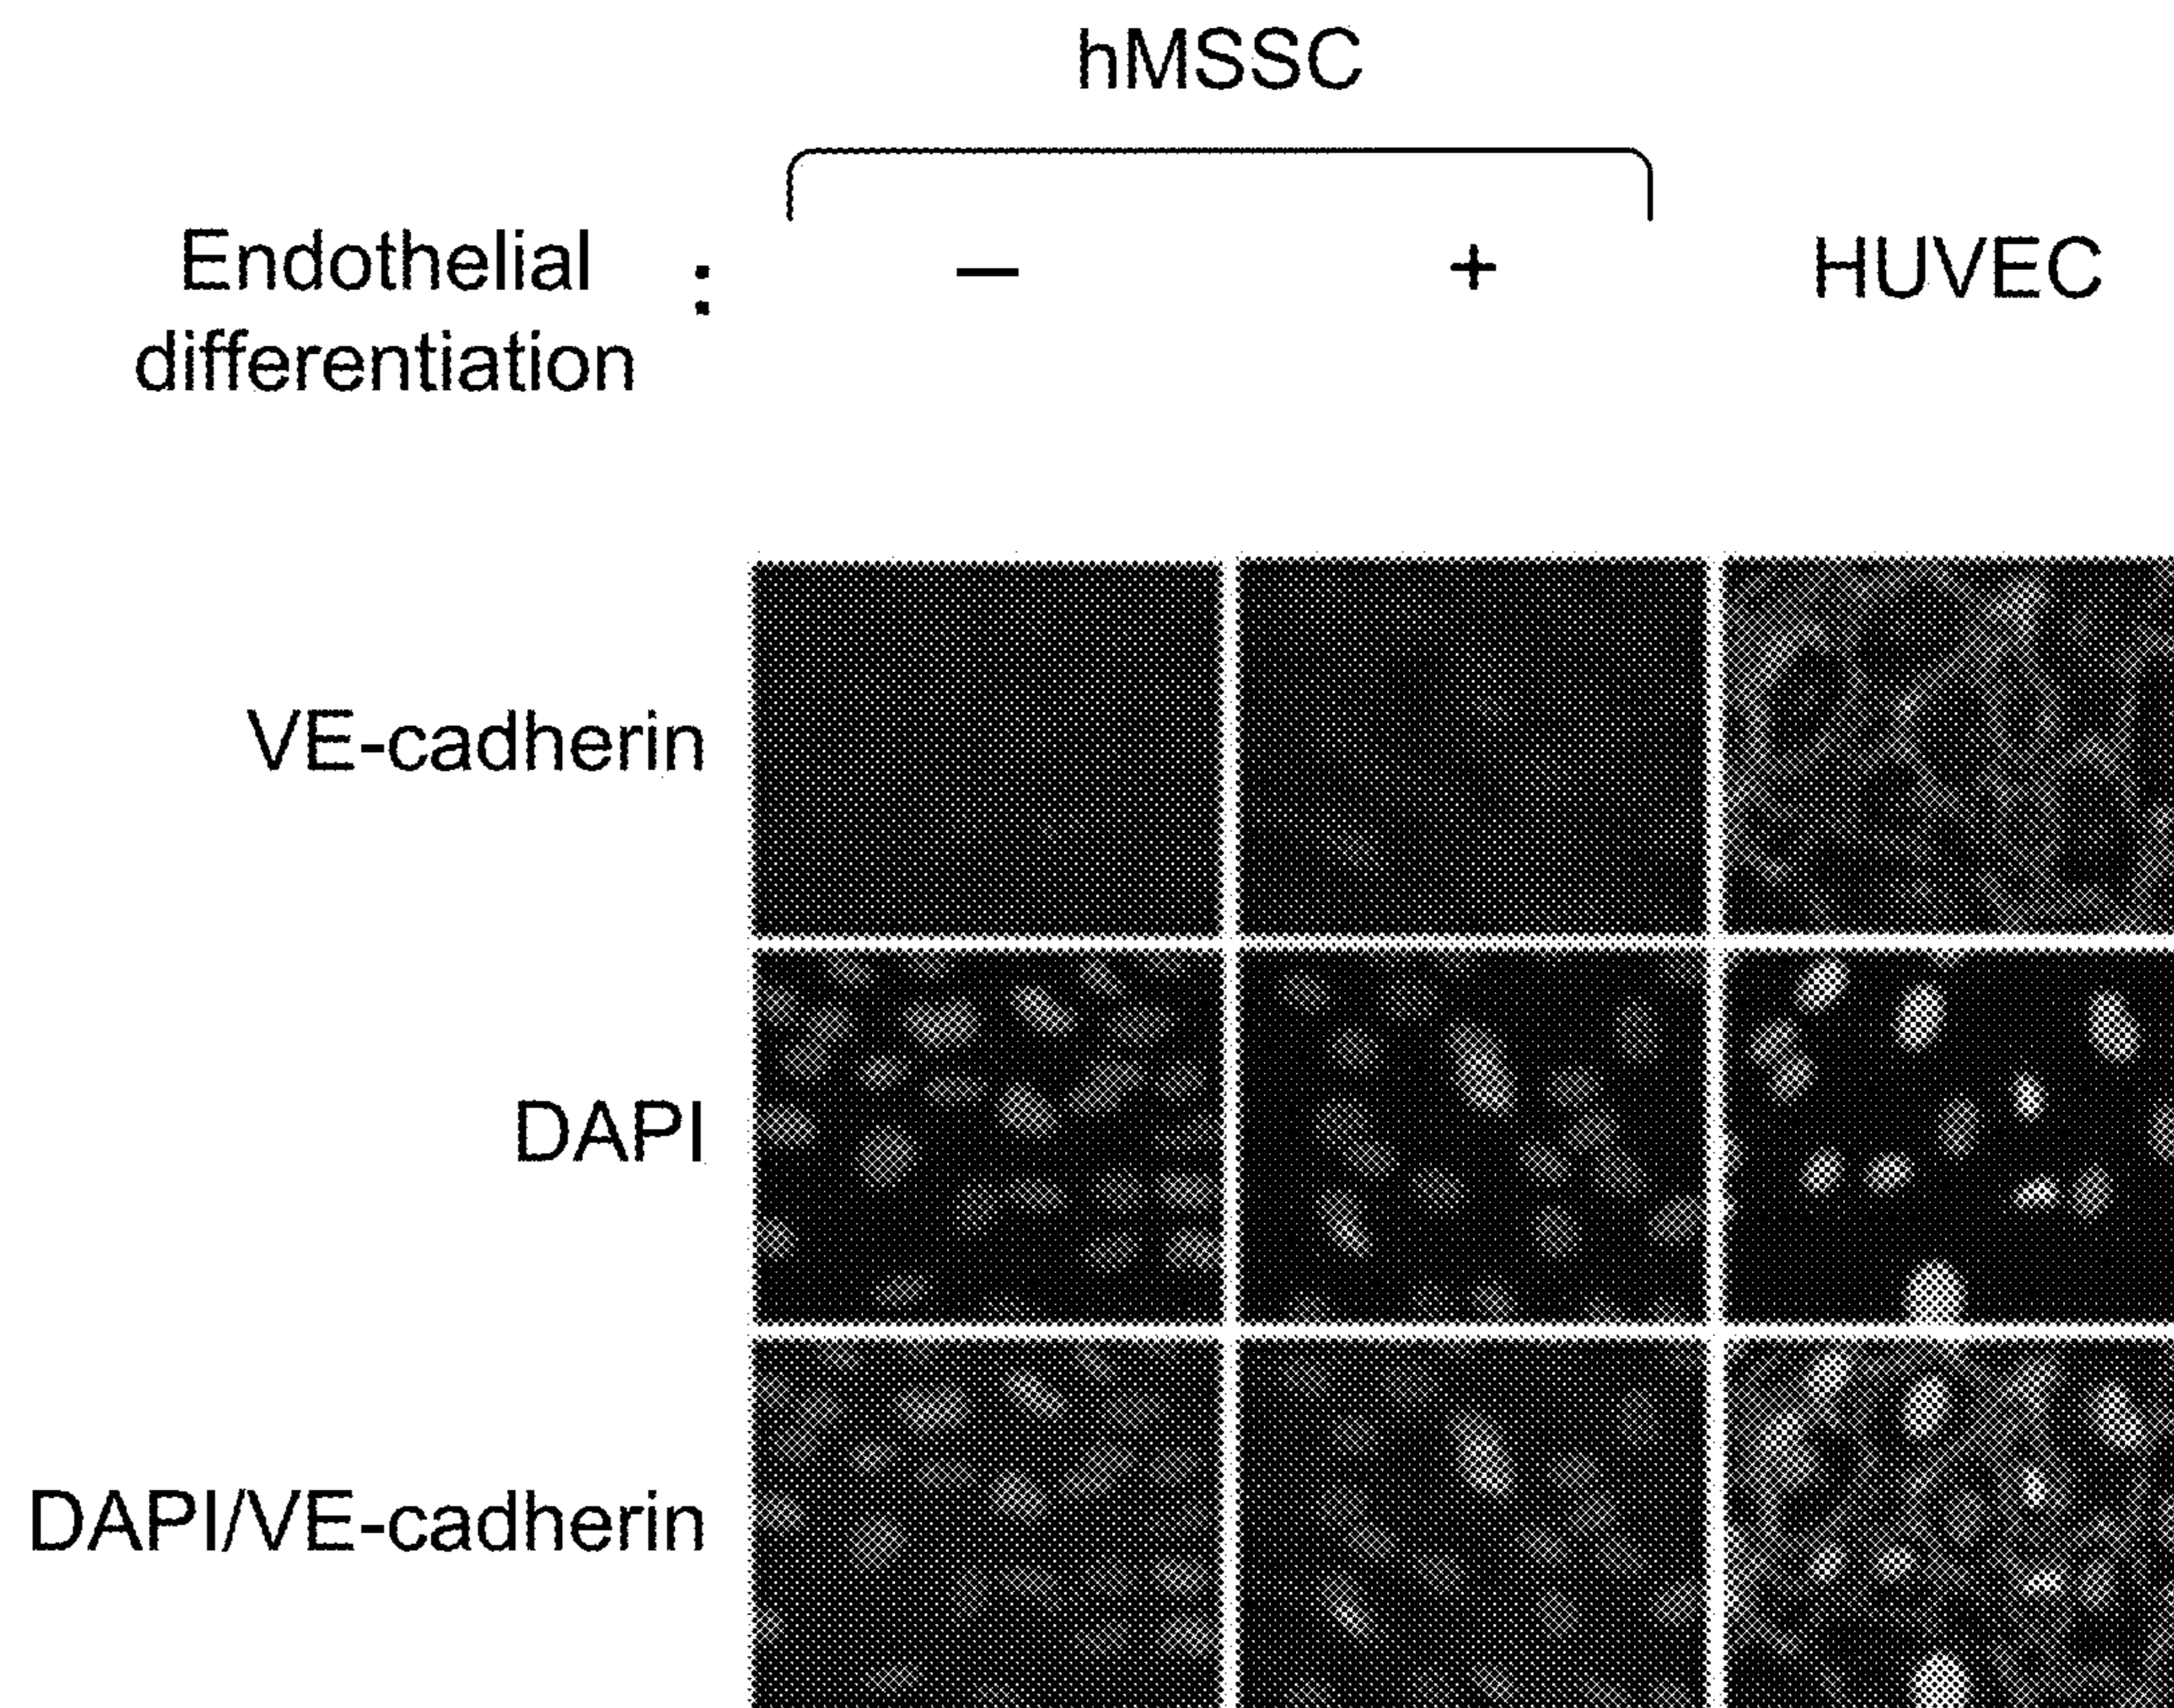 hMSSC
Endothelial
differentiation : – + HUVEC
VE-cadherin
DAPI
DAPI/VE-cadherin